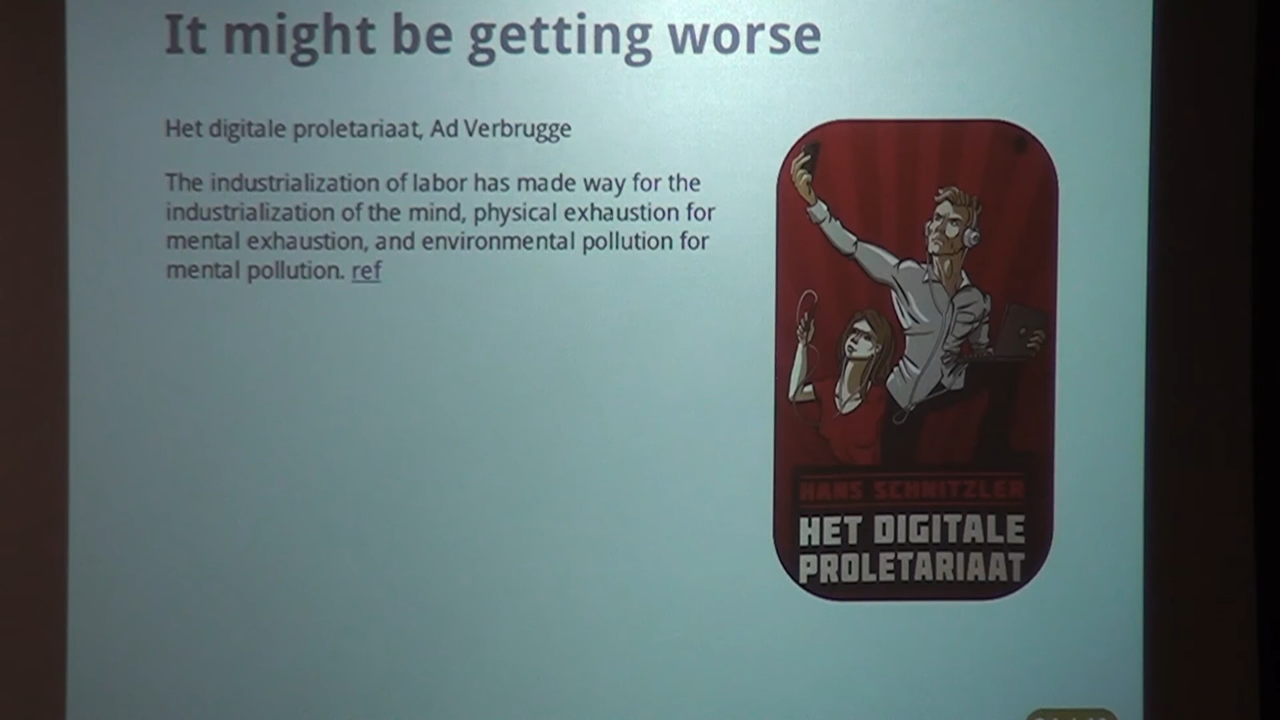 It might be getting worse
Het digitale proletariaat, Ad Verbrugge
The industrialization of labor has made way for the
industrialization of the mind, physical exhaustion for
mental exhaustion, and environmental pollution for
mental pollution. ref
HANS SCHNITZLER
HET DIGITALE
PROLETARIAAT